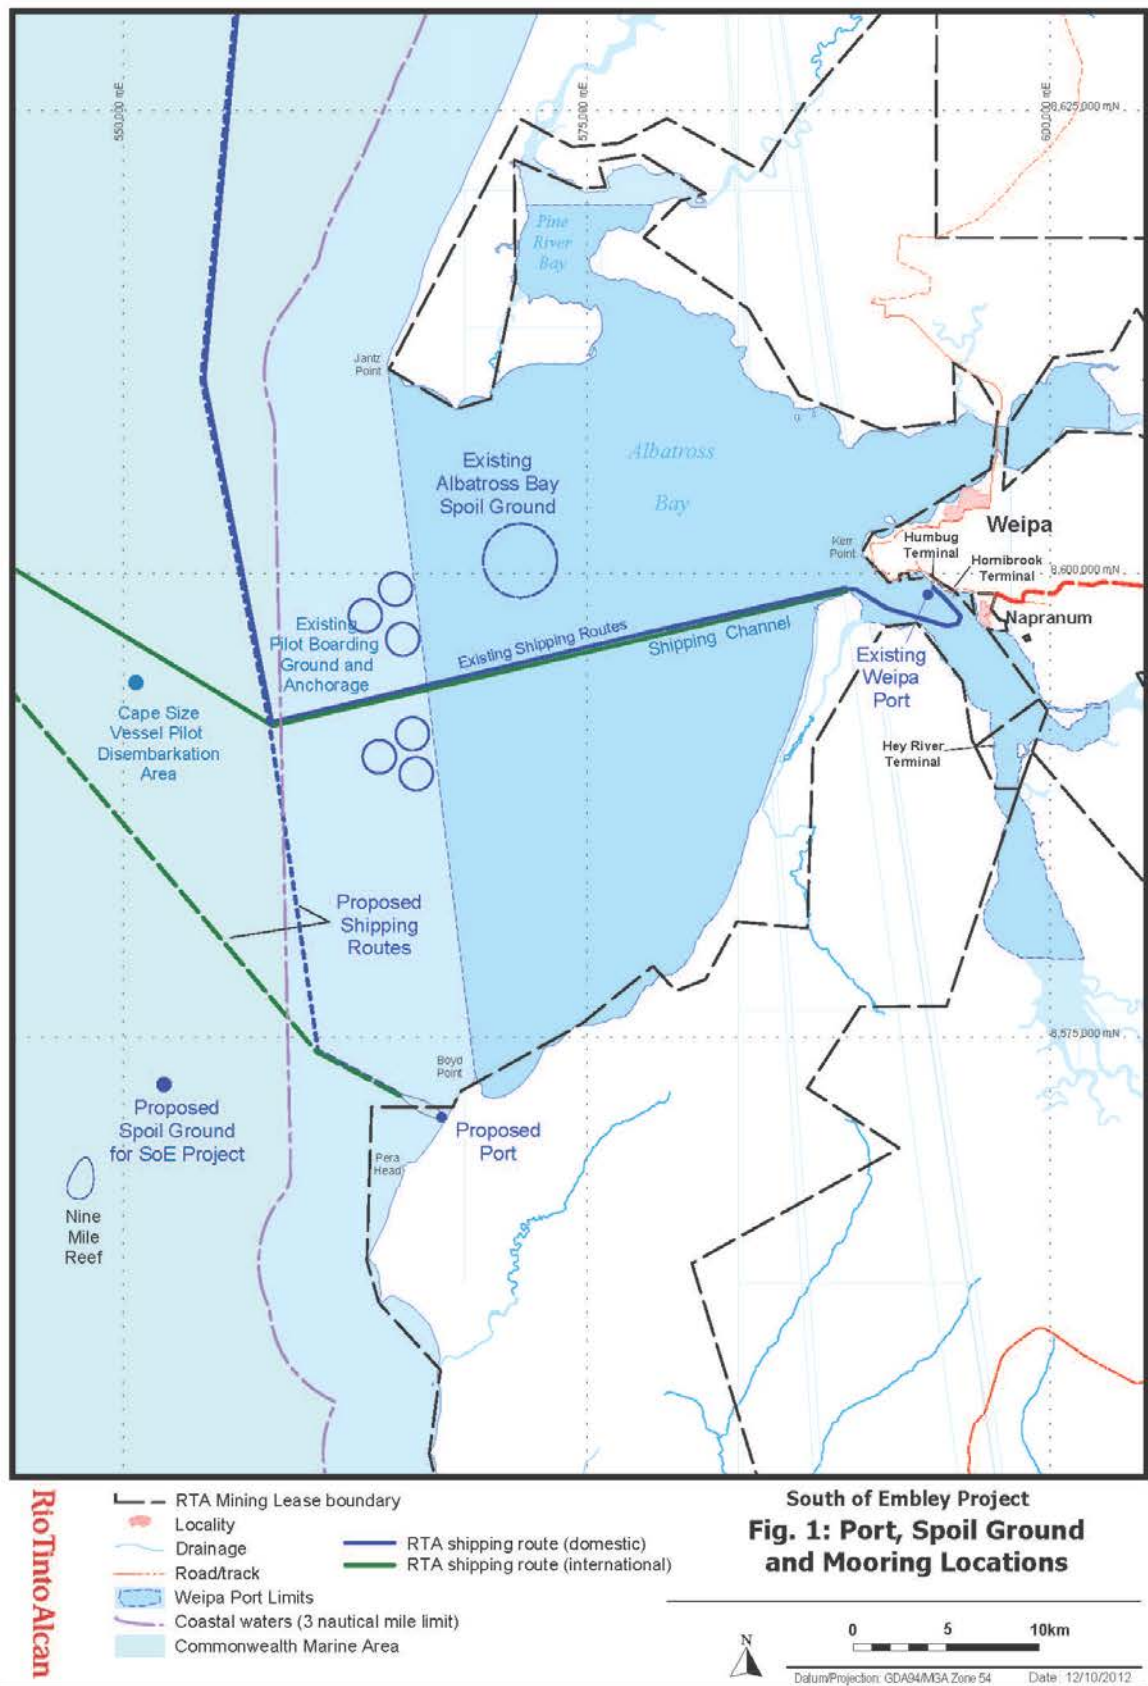 550,000 mE
575,000 mE
600,000 mE
8,625,000 mN
Pine
River
Bay
Jantz
Point
Existing
Albatross Bay
Spoil Ground
Albatross
Bay
Weipa
Kerr
Point
Humbug
Terminal
Hornibrook
Terminal
8,600,000 mN
Napranum
Existing
Pilot Boarding
Ground and
Anchorage
Existing Shipping Routes
Shipping Channel
Existing
Weipa
Port
Cape Size
Vessel Pilot
Disembarkation
Area
Hey River
Terminal
Proposed
Shipping
Routes
8,575,000 mN
Boyd
Point
Proposed
Spoil Ground
for SoE Project
Proposed
Port
Pera
Head
Nine
Mile
Reef
RioTintoAlcan
RTA Mining Lease boundary
Locality
Drainage
Road/track
Weipa Port Limits
Coastal waters (3 nautical mile limit)
Commonwealth Marine Area
RTA shipping route (domestic)
RTA shipping route (international)
South of Embley Project
Fig. 1: Port, Spoil Ground
and Mooring Locations
N
0 5 10km
Datum/Projection: GDA94/MGA Zone 54 Date: 12/10/2012